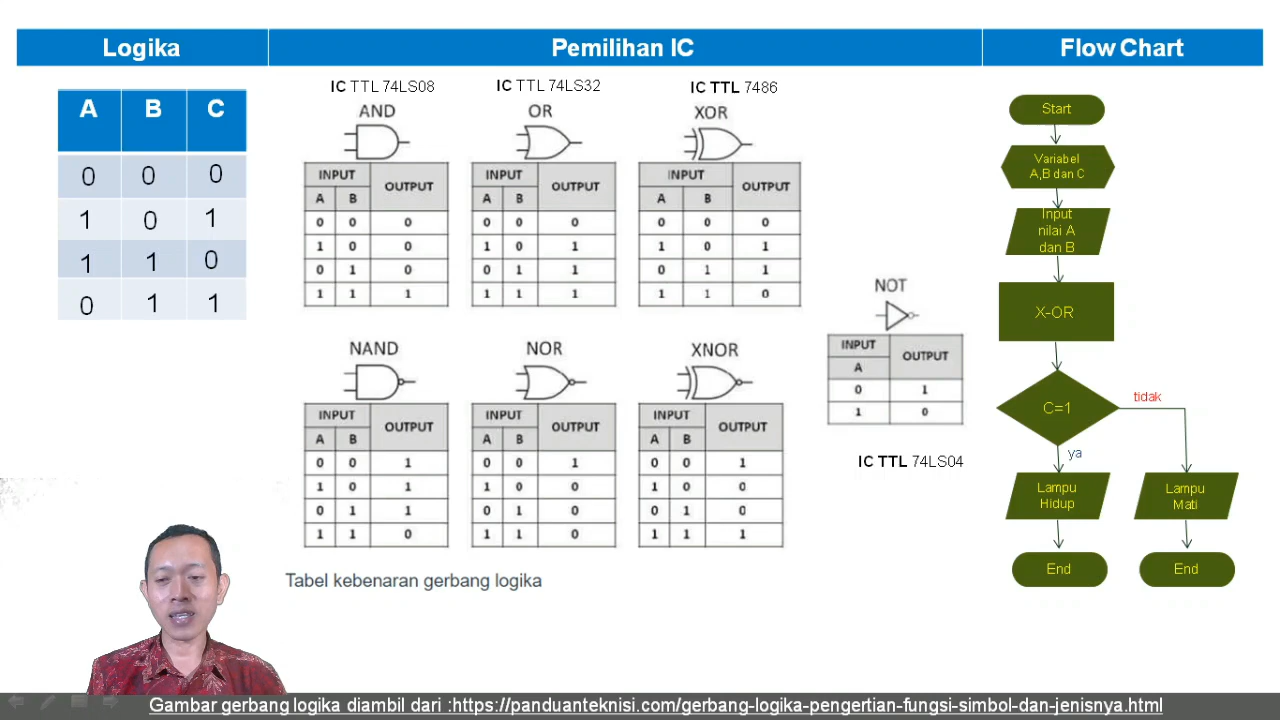 Logika
Pemilihan IC
Flow Chart
A B C
0 0 0
1 0 1
1 1 0
0 1 1
IC TTL 74LS08
AND
INPUT OUTPUT
A B
0 0 0
1 0 0
0 1 0
1 1 1
IC TTL 74LS32
OR
INPUT OUTPUT
A B
0 0 0
1 0 1
0 1 1
1 1 1
IC TTL 7486
XOR
INPUT OUTPUT
A B
0 0 0
1 0 1
0 1 1
1 1 0
NAND
INPUT OUTPUT
A B
0 0 1
1 0 1
0 1 1
1 1 0
NOR
INPUT OUTPUT
A B
0 0 1
1 0 0
0 1 0
1 1 0
XNOR
INPUT OUTPUT
A B
0 0 1
1 0 0
0 1 0
1 1 1
NOT
INPUT OUTPUT
A
0 1
1 0
IC TTL 74LS04
Tabel kebenaran gerbang logika
Start
Variabel
A,B dan C
Input
nilai A
dan B
X-OR
C=1
tidak
ya
Lampu
Hidup
Lampu
Mati
End
End
Gambar gerbang logika diambil dari :https://panduanteknisi.com/gerbang-logika-pengertian-fungsi-simbol-dan-jenisnya.html